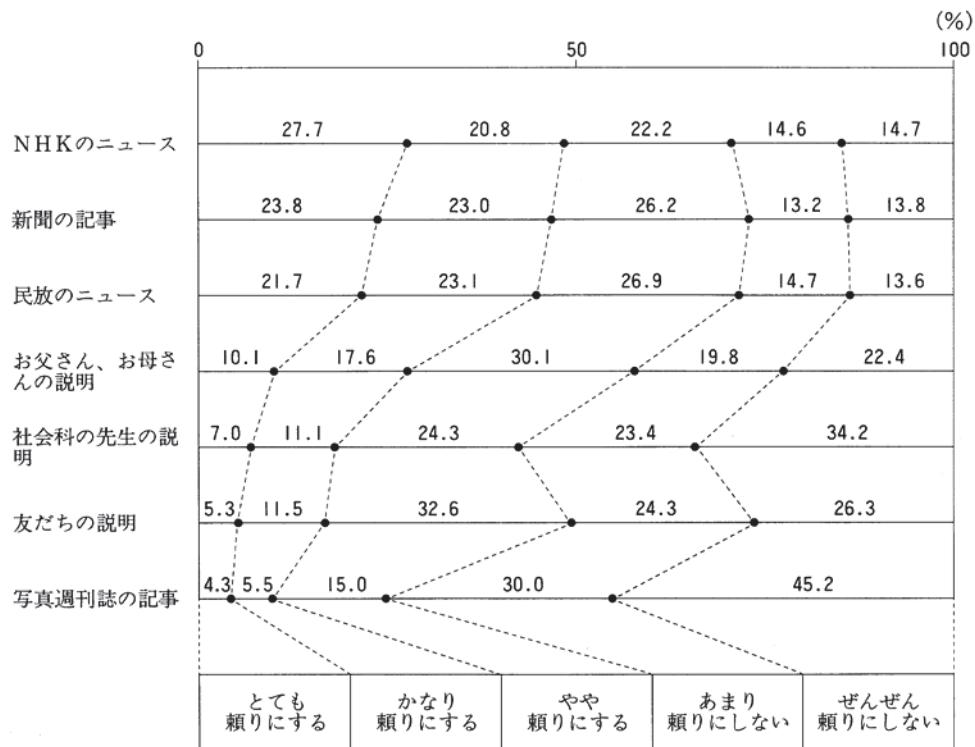 (%)
0 50 100
NHKのニュース 27.7 20.8 22.2 14.6 14.7
新聞の記事 23.8 23.0 26.2 13.2 13.8
民放のニュース 21.7 23.1 26.9 14.7 13.6
お父さん、お母さ
んの説明 10.1 17.6 30.1 19.8 22.4
社会科の先生の説
明 7.0 11.1 24.3 23.4 34.2
友だちの説明 5.3 11.5 32.6 24.3 26.3
写真週刊誌の記事 4.3 5.5 15.0 30.0 45.2
とても かなり やや あまり ぜんぜん
頼りにする 頼りにする 頼りにする 頼りにしない 頼りにしない